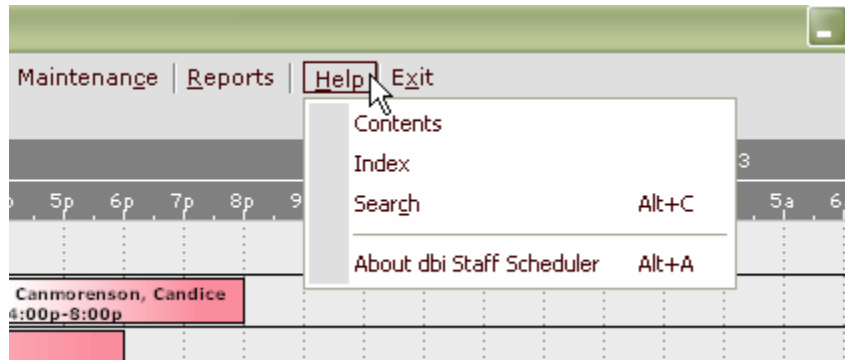 Maintenance Reports Help Exit
Contents
Index
3
Search Alt+C
5p 6p 7p 8p 9 5a 6
About dbi Staff Scheduler Alt+A
Canmorenson, Candice
4:00p-8:00p